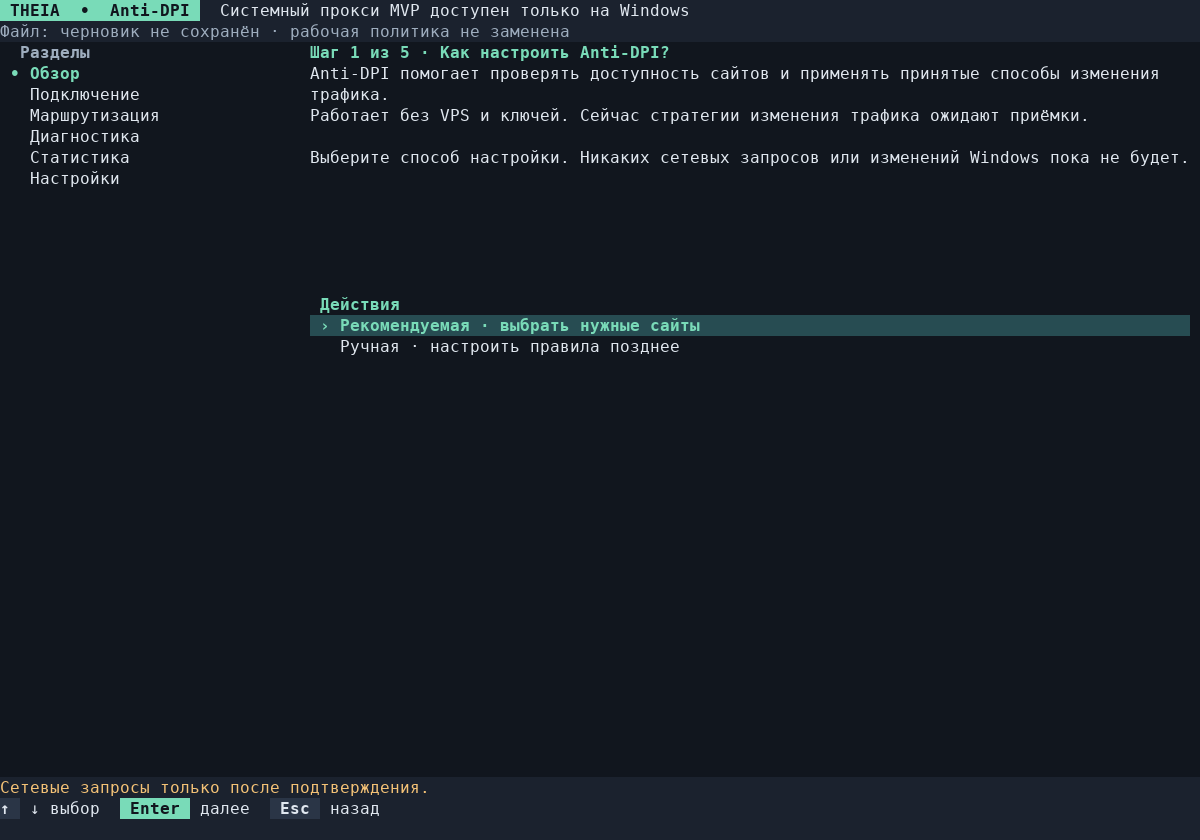 THEIA • Anti-DPI Системный прокси MVP доступен только на Windows
Файл: черновик не сохранён · рабочая политика не заменена
Разделы
• Обзор
Подключение
Маршрутизация
Диагностика
Статистика
Настройки
Шаг 1 из 5 · Как настроить Anti-DPI?
Anti-DPI помогает проверять доступность сайтов и применять принятые способы изменения
трафика.
Работает без VPS и ключей. Сейчас стратегии изменения трафика ожидают приёмки.
Выберите способ настройки. Никаких сетевых запросов или изменений Windows пока не будет.
Действия
› Рекомендуемая · выбрать нужные сайты
Ручная · настроить правила позднее
Сетевые запросы только после подтверждения.
↑ ↓ выбор Enter далее Esc назад